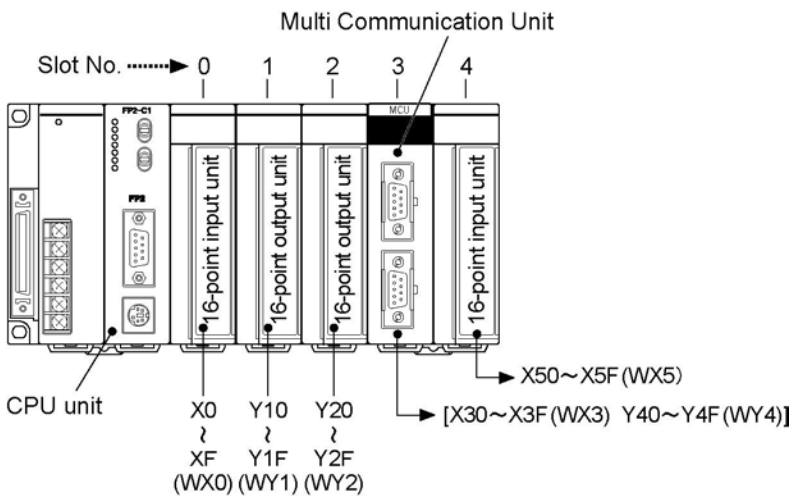 Multi Communication Unit
Slot No. 0 1 2 3 4
FP2-C1
MCU
FP2
16-point input unit
16-point output unit
16-point output unit
16-point input unit
CPU unit
X50~X5F(WX5)
[X30~X3F(WX3) Y40~Y4F(WY4)]
X0 Y10 Y20
~ ~ ~
XF Y1F Y2F
(WX0) (WY1) (WY2)